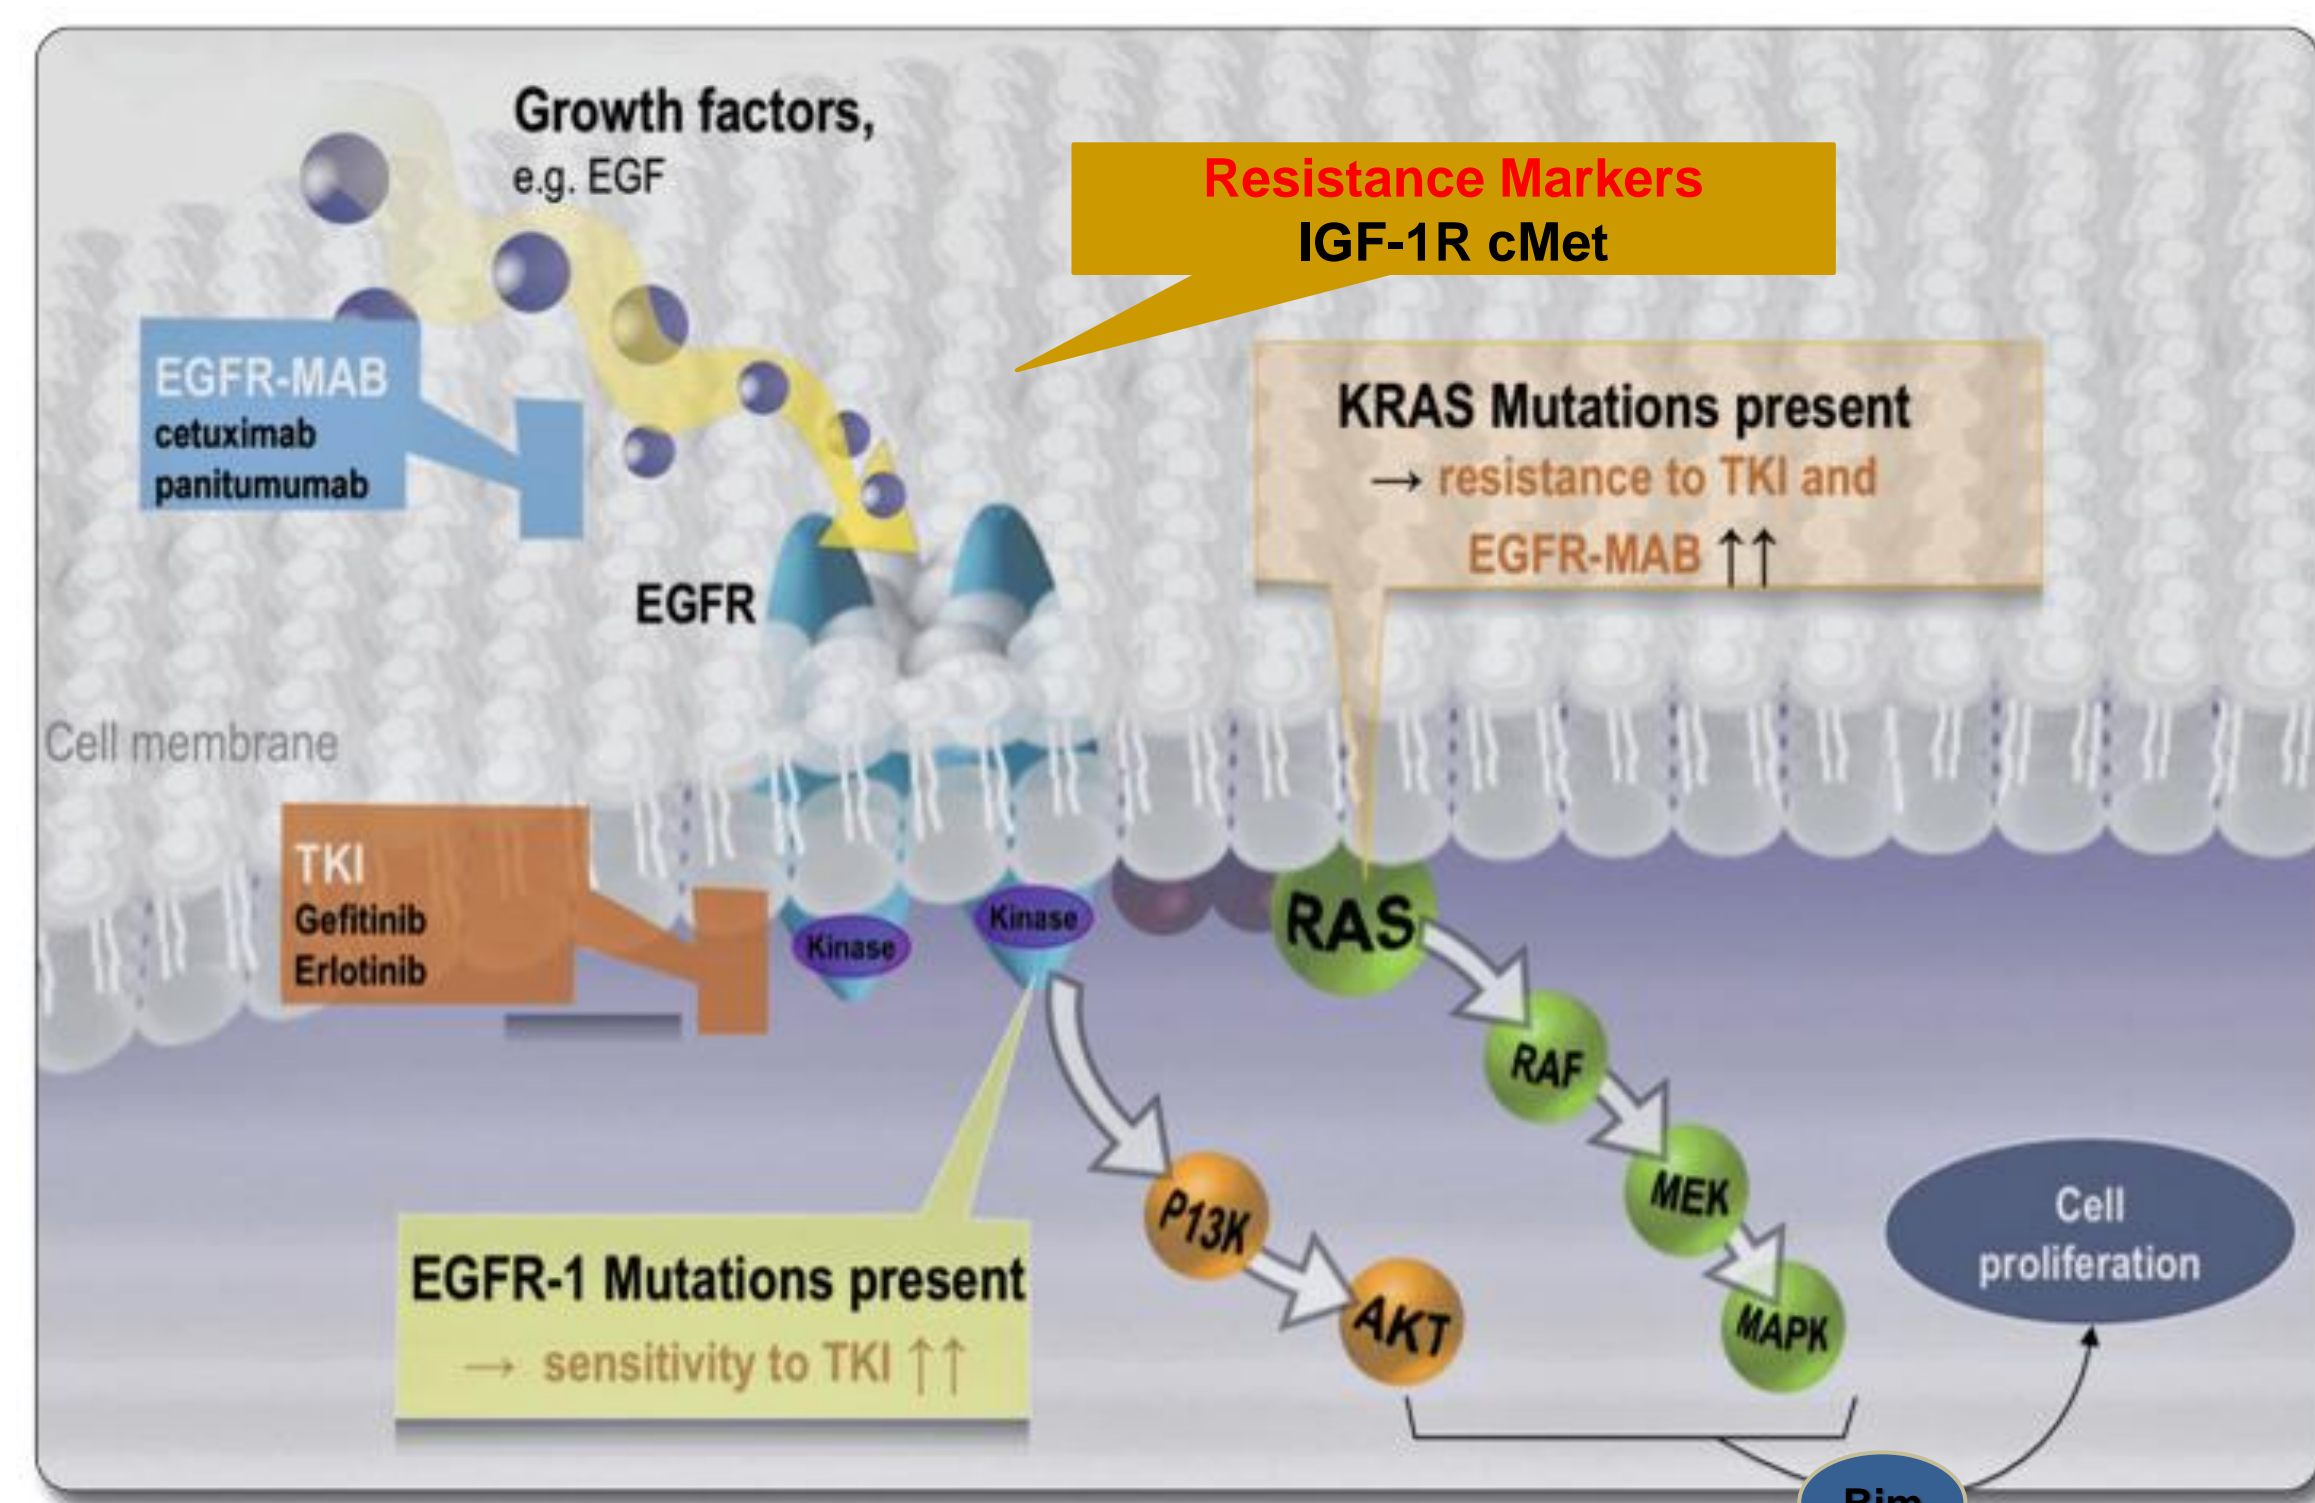 Growth factors,
e.g. EGF
Resistance Markers
IGF-1R cMet
EGFR-MAB
cetuximab
panitumumab
KRAS Mutations present
→ resistance to TKI and
EGFR-MAB ↑↑
EGFR
Cell membrane
TKI
Gefitinib
Erlotinib
Kinase
Kinase
RAS
RAF
MEK
MAPK
P13K
AKT
EGFR-1 Mutations present
→ sensitivity to TKI ↑↑
Cell
proliferation
Bim